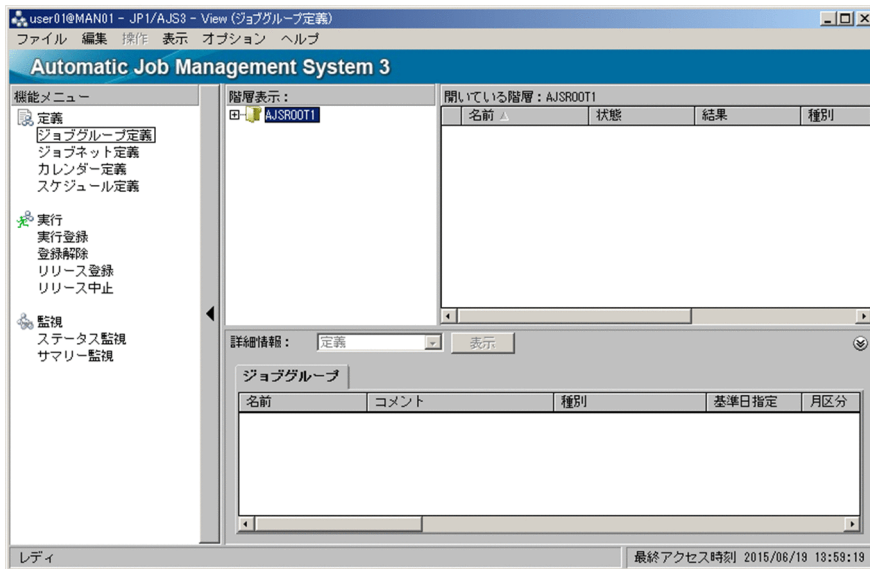 user01@MAN01 - JP1/AJS3 - View (ジョブグループ定義)
ファイル 編集 操作 表示 オプション ヘルプ
Automatic Job Management System 3
機能メニュー
定義
ジョブグループ定義
ジョブネット定義
カレンダー定義
スケジュール定義
実行
実行登録
登録解除
リリース登録
リリース中止
監視
ステータス監視
サマリー監視
階層表示:
AJSROOT1
開いている階層:AJSROOT1
名前 状態 結果 種別
詳細情報: 定義 表示
ジョブグループ
名前 コメント 種別 基準日指定 月区分
レディ
最終アクセス時刻 2015/06/19 13:59:19